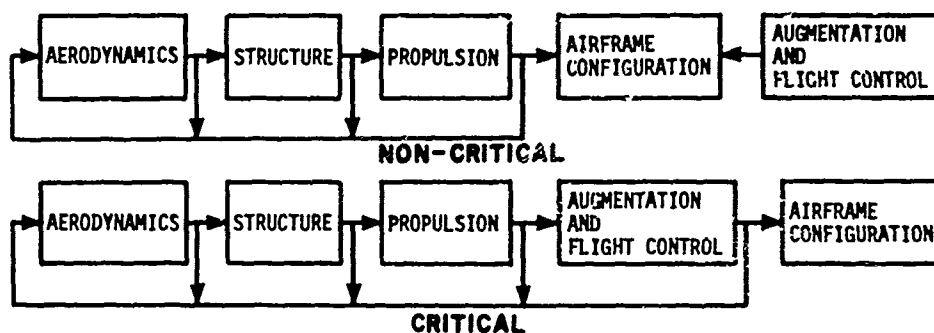 AERODYNAMICS
STRUCTURE
PROPULSION
AIRFRAME
CONFIGURATION
AUGMENTATION
AND
FLIGHT CONTROL
NON-CRITICAL
AERODYNAMICS
STRUCTURE
PROPULSION
AUGMENTATION
AND
FLIGHT CONTROL
AIRFRAME
CONFIGURATION
CRITICAL